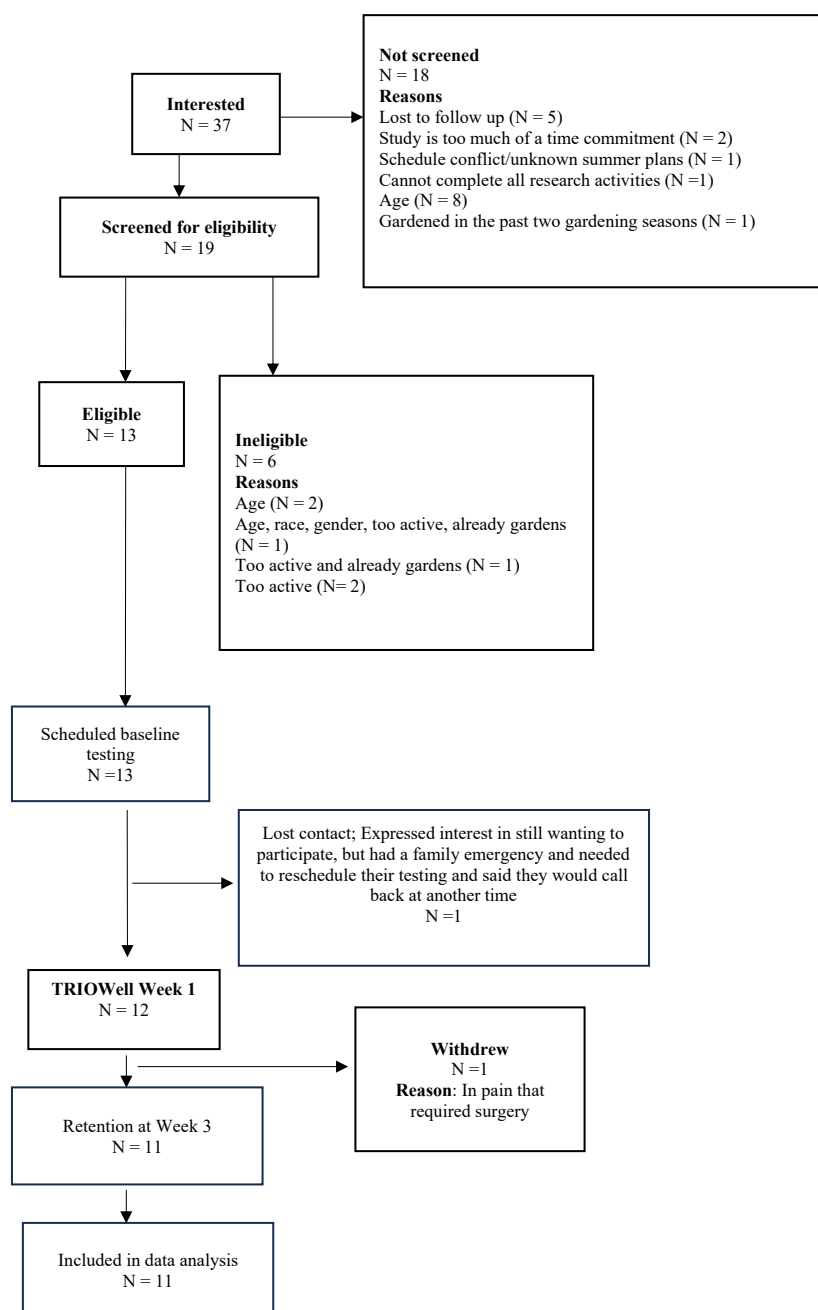 Interested
N = 37
Not screened
N = 18
Reasons
Lost to follow up (N = 5)
Study is too much of a time commitment (N = 2)
Schedule conflict/unknown summer plans (N = 1)
Cannot complete all research activities (N =1)
Age (N = 8)
Gardened in the past two gardening seasons (N = 1)
Screened for eligibility
N = 19
Eligible
N = 13
Ineligible
N = 6
Reasons
Age (N = 2)
Age, race, gender, too active, already gardens
(N = 1)
Too active and already gardens (N = 1)
Too active (N= 2)
Scheduled baseline
testing
N =13
Lost contact; Expressed interest in still wanting to
participate, but had a family emergency and needed
to reschedule their testing and said they would call
back at another time
N =1
TRIOWell Week 1
N = 12
Withdrew
N =1
Reason: In pain that
required surgery
Retention at Week 3
N = 11
Included in data analysis
N = 11